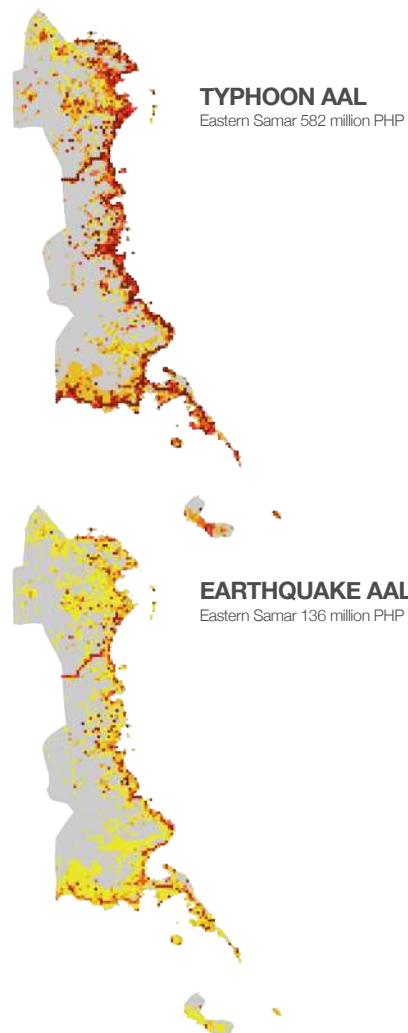 TYPHOON AAL
Eastern Samar 582 million PHP
EARTHQUAKE AAL
Eastern Samar 136 million PHP